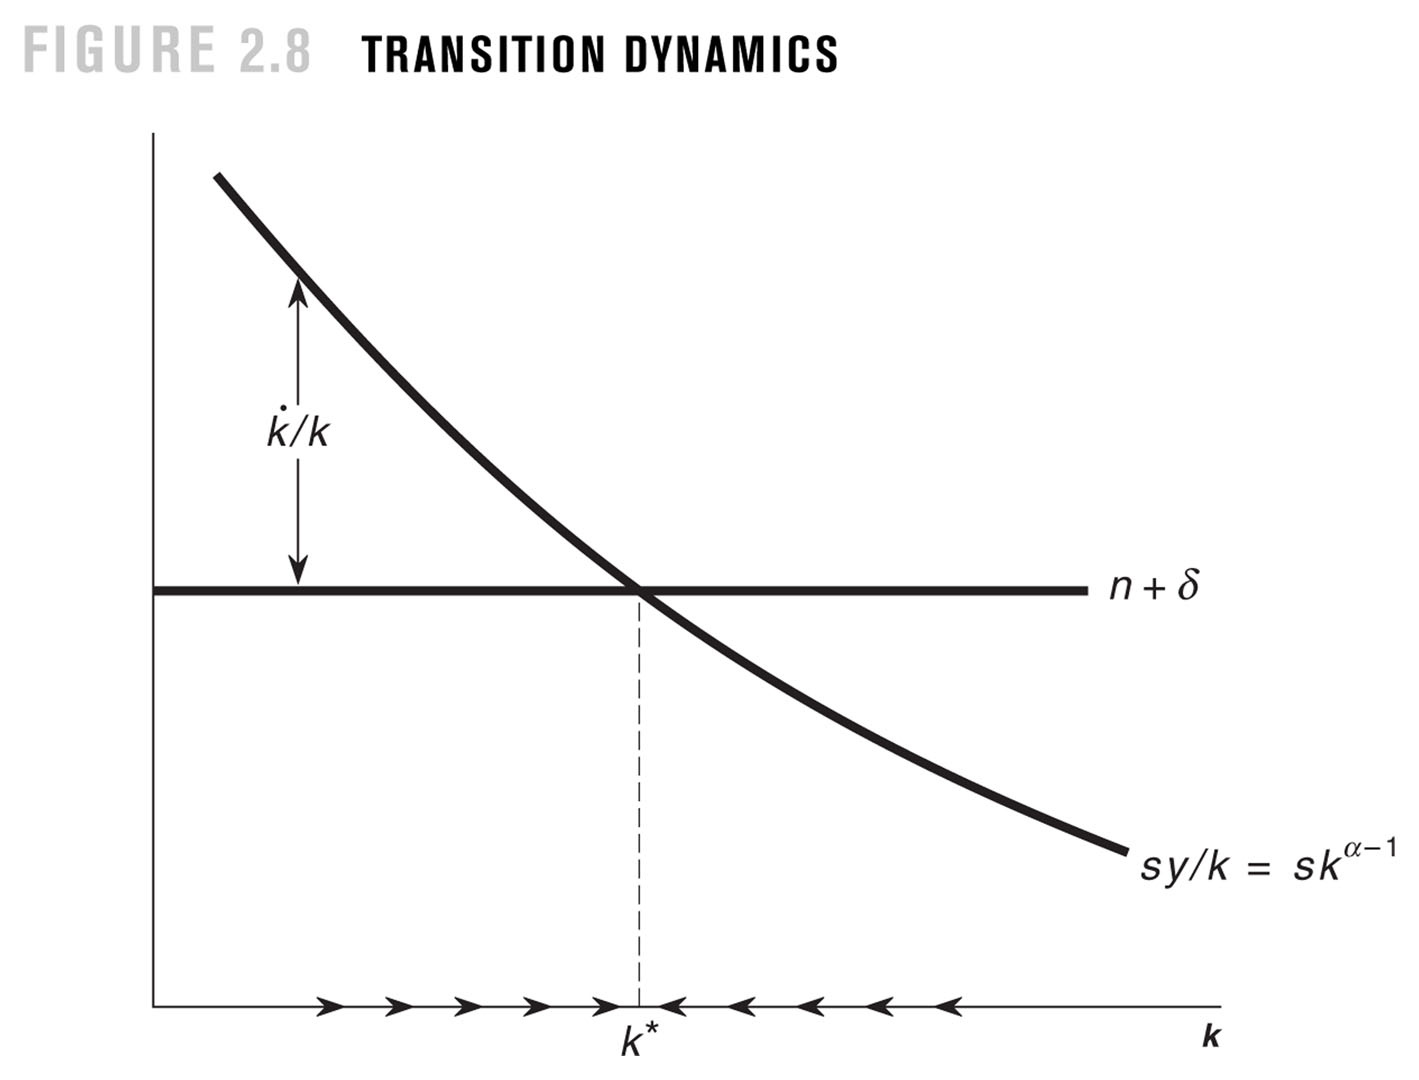 FIGURE 2.8 TRANSITION DYNAMICS
k̇/k
n + δ
sy/k = sk^{α−1}
k*
k